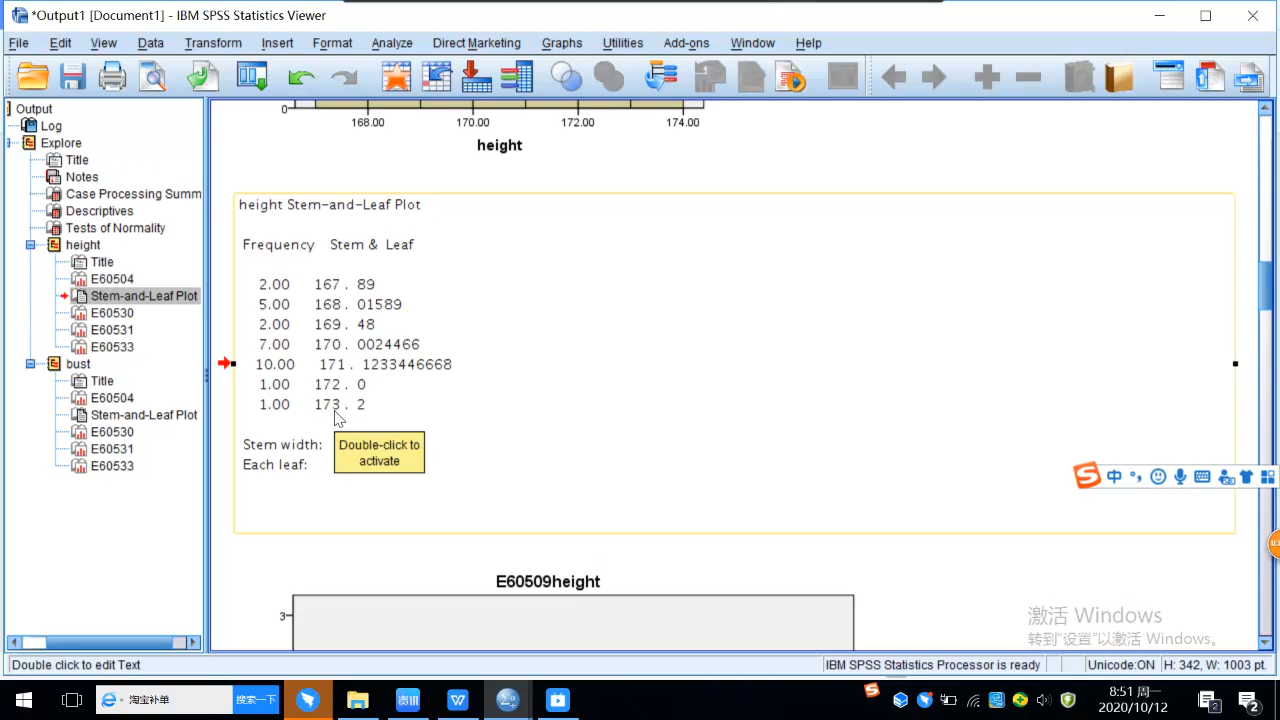 *Output1 [Document1] - IBM SPSS Statistics Viewer
File Edit View Data Transform Insert Format Analyze Direct Marketing Graphs Utilities Add-ons Window Help
Output
Log
Explore
Title
Notes
Case Processing Summ
Descriptives
Tests of Normality
height
Title
E60504
Stem-and-Leaf Plot
E60530
E60531
E60533
bust
Title
E60504
Stem-and-Leaf Plot
E60530
E60531
E60533
0
168.00 170.00 172.00 174.00
height
height Stem-and-Leaf Plot
Frequency Stem & Leaf
2.00 167 . 89
5.00 168 . 01589
2.00 169 . 48
7.00 170 . 0024466
10.00 171 . 1233446668
1.00 172 . 0
1.00 173 . 2
Stem width:
Each leaf:
Double-click to
activate
中
E60509height
3
激活 Windows
转到"设置"以激活 Windows。
Double click to edit Text
IBM SPSS Statistics Processor is ready
Unicode:ON
H: 342, W: 1003 pt.
淘宝补单
搜索一下
8:51 周一
2020/10/12
2
2